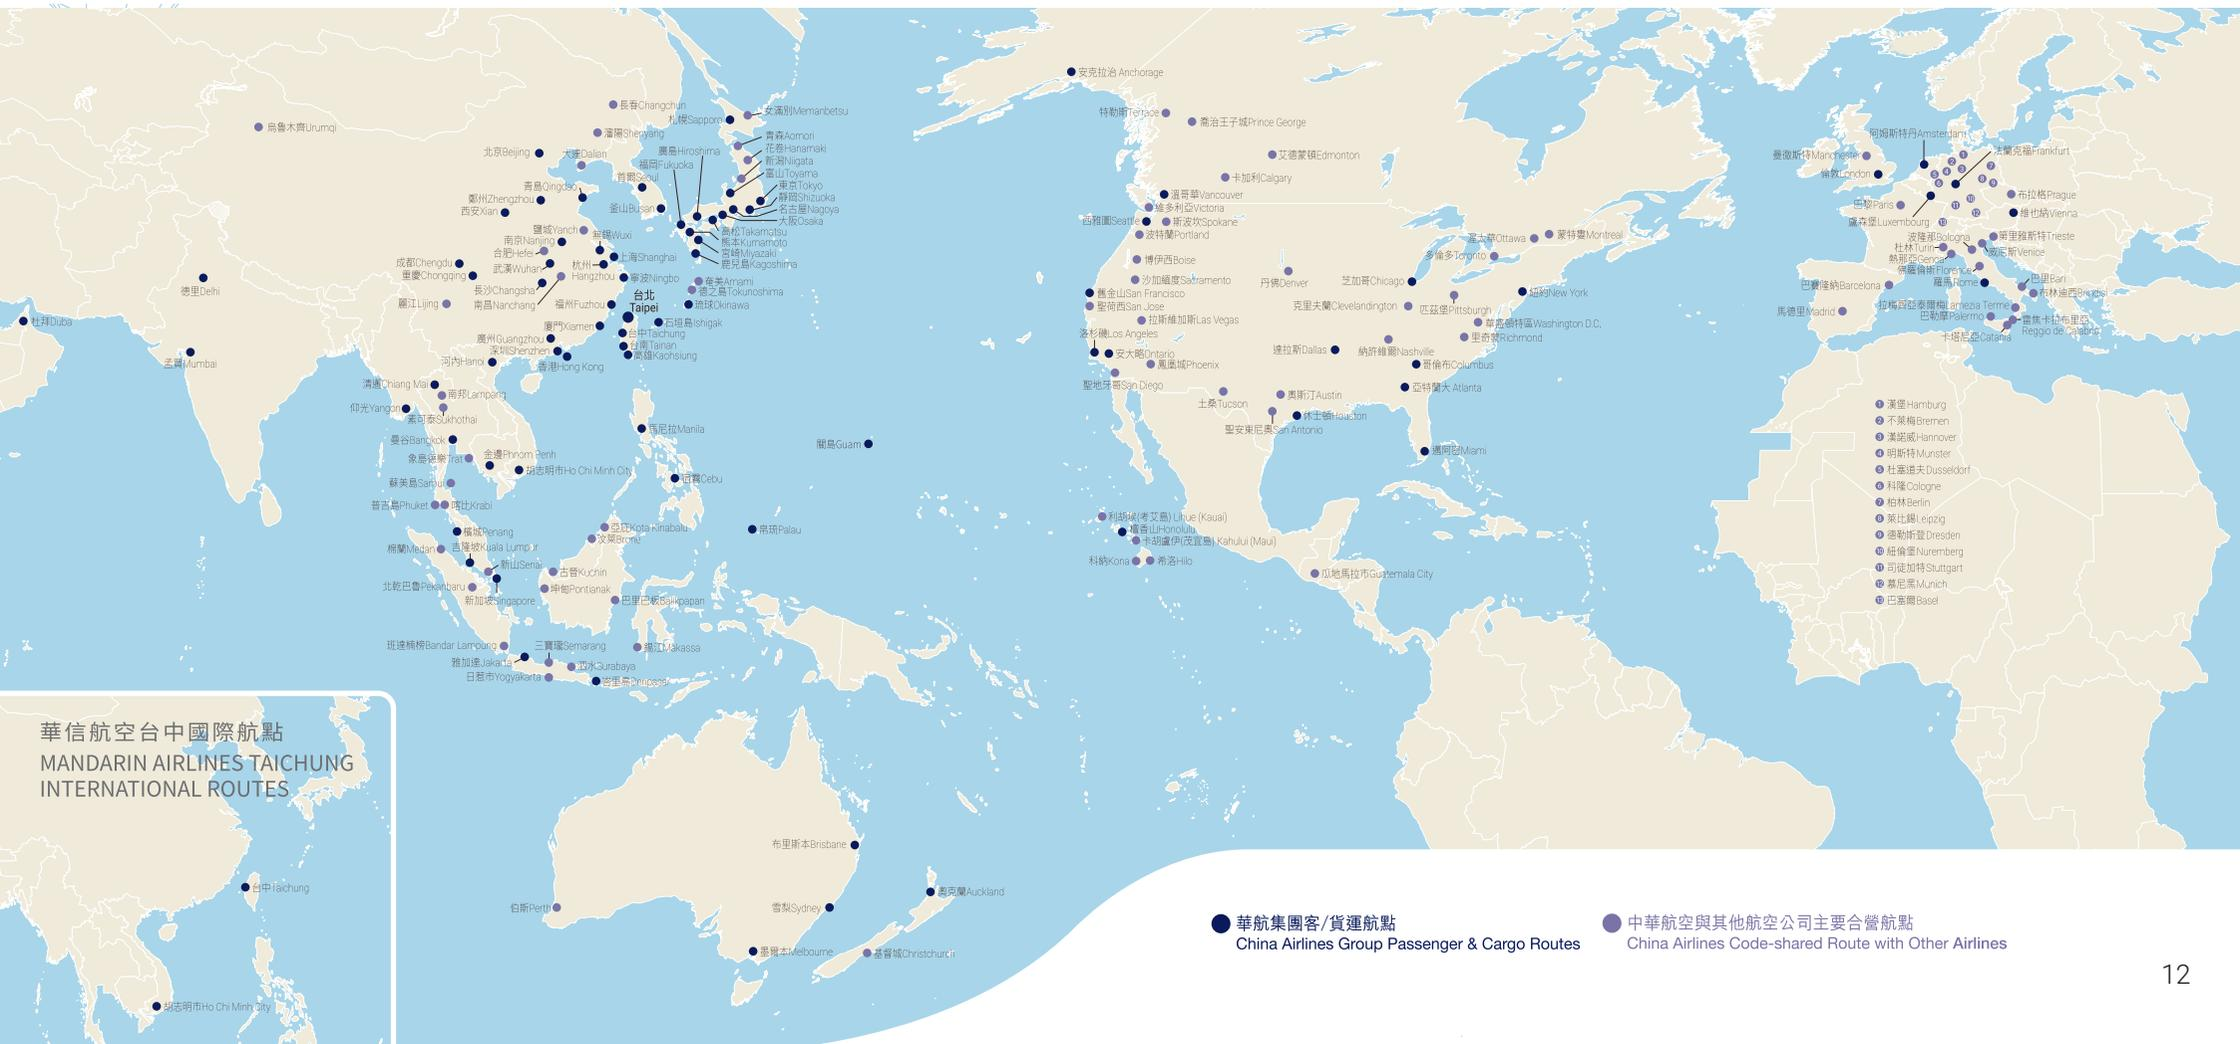 烏魯木齊Urumqi
長春Changchun
瀋陽Shenyang
北京Beijing
大連Dalian
青島Qingdao
鄭州Zhengzhou
西安Xian
鹽城Yanch
南京Nanjing
無錫Wuxi
合肥Hefei
上海Shanghai
武漢Wuhan
杭州
Hangzhou
成都Chengdu
重慶Chongqing
寧波Ningbo
長沙Changsha
南昌Nanchang
麗江Lijing
福州Fuzhou
台北
Taipei
廈門Xiamen
石垣島Ishigak
台中Taichung
台南Tainan
高雄Kaohsiung
廣州Guangzhou
深圳Shenzhen
香港Hong Kong
河內Hanoi
首爾Seoul
釜山Busan
札幌Sapporo
女滿別Memanbetsu
青森Aomori
花卷Hanamaki
新潟Niigata
富山Toyama
東京Tokyo
靜岡Shizuoka
名古屋Nagoya
大阪Osaka
廣島Hiroshima
福岡Fukuoka
高松Takamatsu
熊本Kumamoto
宮崎Miyazaki
鹿兒島Kagoshima
奄美Amami
德之島Tokunoshima
琉球Okinawa
德里Delhi
杜拜Duba
孟買Mumbai
清邁Chiang Mai
南邦Lampang
仰光Yangon
素可泰Sukhothai
曼谷Bangkok
象島德樂Trat
金邊Phnom Penh
胡志明市Ho Chi Minh City
蘇美島Samui
普吉島Phuket
喀比Krabi
檳城Penang
棉蘭Medan
吉隆坡Kuala Lumpur
新山Senai
北乾巴魯Pekanbaru
新加坡Singapore
馬尼拉Manila
宿霧Cebu
關島Guam
帛琉Palau
亞庇Kota Kinabalu
汶萊Brone
古晉Kuchin
坤甸Pontianak
巴里巴板Balikpapan
班達楠榜Bandar Lampung
三寶瓏Semarang
錫江Makassa
雅加達Jakarta
泗水Surabaya
日惹市Yogyakarta
峇里島Denpasar
布里斯本Brisbane
伯斯Perth
雪梨Sydney
墨爾本Melbourne
奧克蘭Auckland
基督城Christchurch
安克拉治 Anchorage
特勒斯Terrace
喬治王子城Prince George
艾德蒙頓Edmonton
卡加利Calgary
溫哥華Vancouver
維多利亞Victoria
西雅圖Seattle
斯波坎Spokane
波特蘭Portland
博伊西Boise
沙加緬度Sacramento
舊金山San Francisco
聖荷西San Jose
拉斯維加斯Las Vegas
洛杉磯Los Angeles
安大略Ontario
鳳凰城Phoenix
聖地牙哥San Diego
土桑Tucson
丹佛Denver
達拉斯Dallas
奧斯汀Austin
休士頓Houston
聖安東尼奧San Antonio
渥太華Ottawa
蒙特婁Montreal
多倫多Toronto
芝加哥Chicago
克里夫蘭Clevelandington
匹茲堡Pittsburgh
紐約New York
華盛頓特區Washington D.C.
里奇蒙Richmond
納許維爾Nashville
哥倫布Columbus
亞特蘭大 Atlanta
邁阿密Miami
利胡埃(考艾島) Lihue (Kauai)
檀香山Honolulu
卡胡盧伊(茂宜島) Kahului (Maui)
科納Kona
希洛Hilo
瓜地馬拉市Guatemala City
阿姆斯特丹Amsterdam
曼徹斯特Manchester
倫敦London
法蘭克福Frankfurt
布拉格Prague
巴黎Paris
維也納Vienna
盧森堡Luxembourg
波隆那Bologna
第里雅斯特Trieste
杜林Turin
威尼斯Venice
熱那亞Genoa
佛羅倫斯Florence
羅馬Rome
巴里Bari
巴賽隆納Barcelona
布林迪西Brindisi
馬德里Madrid
拉梅西亞泰爾梅Lamezia Terme
巴勒摩Palermo
雷焦卡拉布里亞
Reggio de Calabria
卡塔尼亞Catania
1 漢堡Hamburg
2 不萊梅Bremen
3 漢諾威Hannover
4 明斯特Munster
5 杜塞道夫Dusseldorf
6 科隆Cologne
7 柏林Berlin
8 萊比錫Leipzig
9 德勒斯登Dresden
10 紐倫堡Nuremberg
11 司徒加特Stuttgart
12 慕尼黑Munich
13 巴塞爾Basel
華信航空台中國際航點
MANDARIN AIRLINES TAICHUNG
INTERNATIONAL ROUTES
台中Taichung
胡志明市Ho Chi Minh City
華航集團客/貨運航點
China Airlines Group Passenger & Cargo Routes
中華航空與其他航空公司主要合營航點
China Airlines Code-shared Route with Other Airlines
12